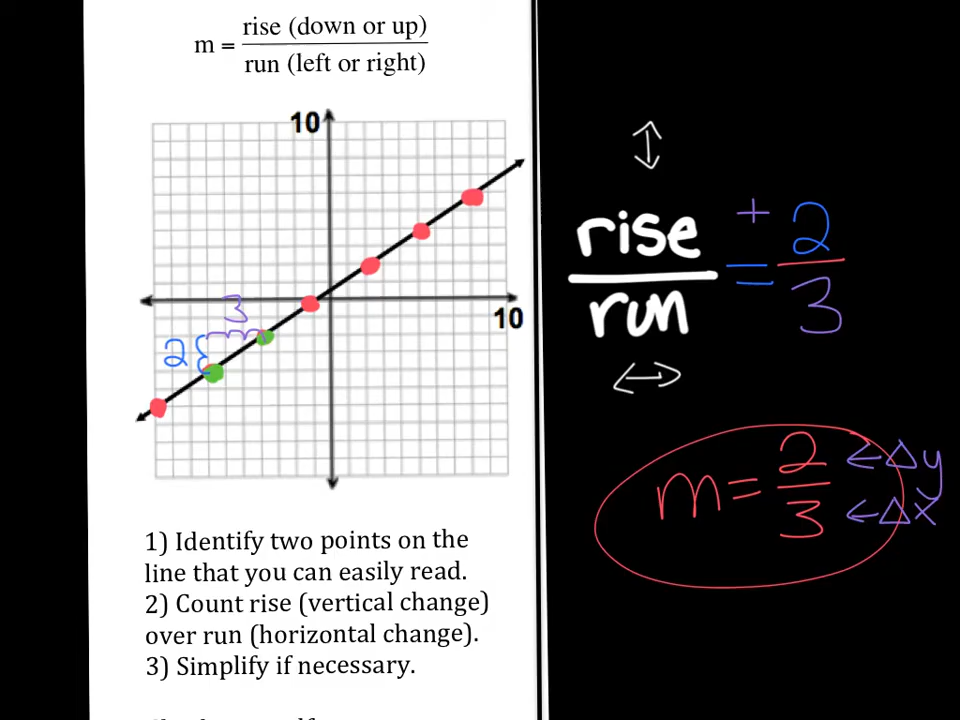 m = rise (down or up) / run (left or right)
10
10
3
2
rise / run = + 2 / 3
m = 2 / 3
← Δy
← Δx
1) Identify two points on the
line that you can easily read.
2) Count rise (vertical change)
over run (horizontal change).
3) Simplify if necessary.